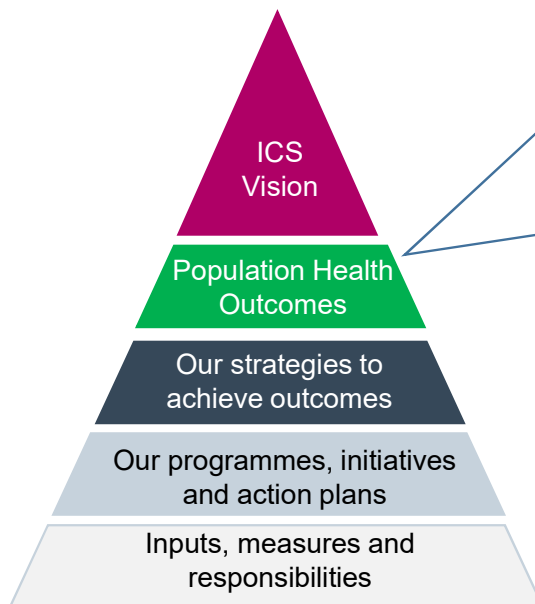 ICS
Vision
Population Health
Outcomes
Our strategies to
achieve outcomes
Our programmes, initiatives
and action plans
Inputs, measures and
responsibilities